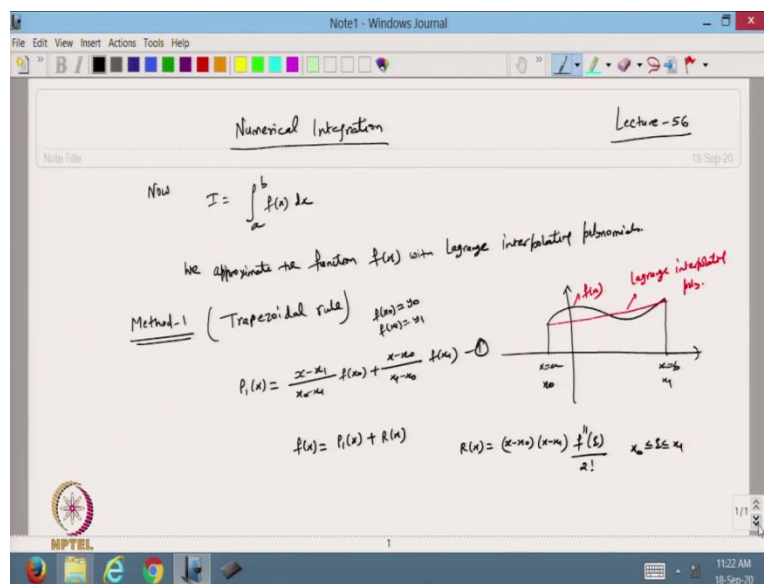 Note1 - Windows Journal
File Edit View Insert Actions Tools Help
B I
Numerical Integration
Lecture-56
Note Title
18-Sep-20
Now I = ∫_a^b f(x) dx
We approximate the function f(x) with Lagrange interpolating polynomial.
Method-1 (Trapezoidal rule)
f(x0) = y0
f(x1) = y1
f(x)
Lagrange interpolating
poly.
x=a
x0
x=b
x1
P1(x) = (x-x1)/(x0-x1) f(x0) + (x-x0)/(x1-x0) f(x1) - ①
f(x) = P1(x) + R(x)
R(x) = (x-x0)(x-x1) f''(ξ)/2! x0 ≤ ξ ≤ x1
NPTEL
1
1/1
11:22 AM
18-Sep-20